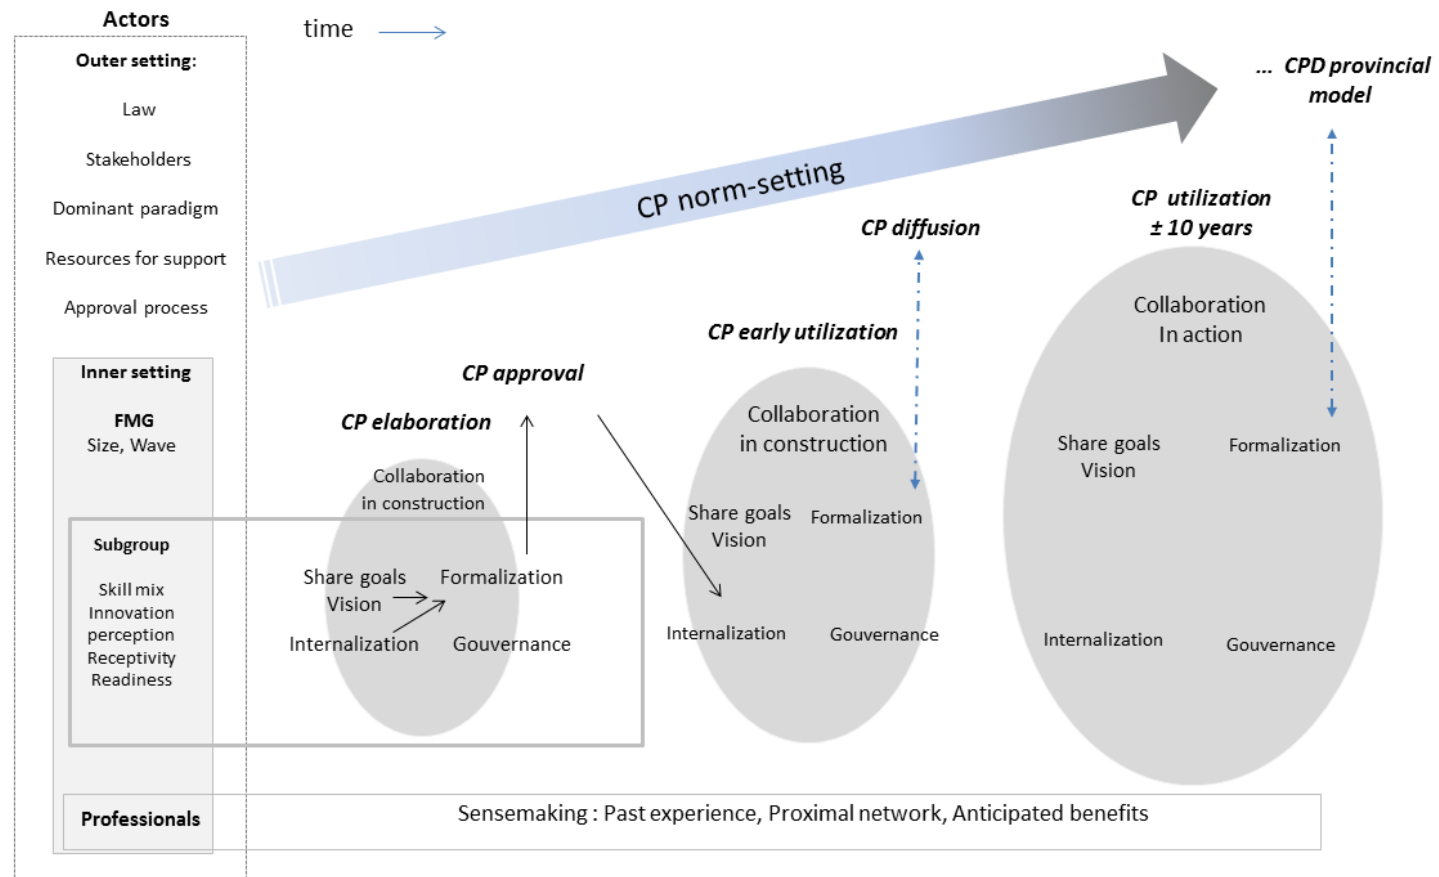 Actors
time
Outer setting:
Law
Stakeholders
Dominant paradigm
Resources for support
Approval process
Inner setting
FMG
Size, Wave
Subgroup
Skill mix
Innovation
perception
Receptivity
Readiness
Professionals
Sensemaking : Past experience, Proximal network, Anticipated benefits
CP norm-setting
CP elaboration
Collaboration
in construction
Share goals
Vision
Formalization
Internalization
Gouvernance
CP approval
CP early utilization
Collaboration
in construction
Share goals
Vision
Formalization
Internalization
Gouvernance
CP diffusion
CP utilization
± 10 years
Collaboration
In action
Share goals
Vision
Formalization
Internalization
Gouvernance
... CPD provincial
model